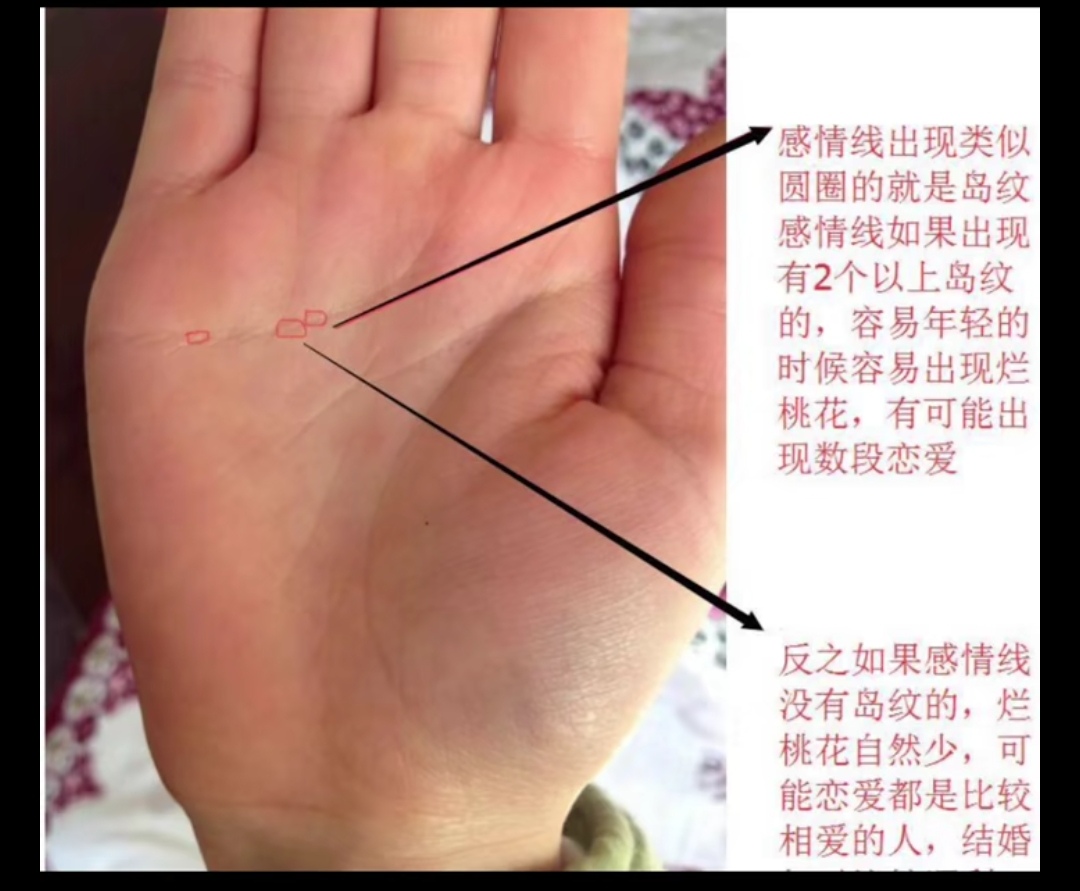 感情线出现类似
圆圈的就是岛纹
感情线如果出现
有2个以上岛纹
的，容易年轻的
时候容易出现烂
桃花，有可能出
现数段恋爱
反之如果感情线
没有岛纹的，烂
桃花自然少，可
能恋爱都是比较
相爱的人，结婚